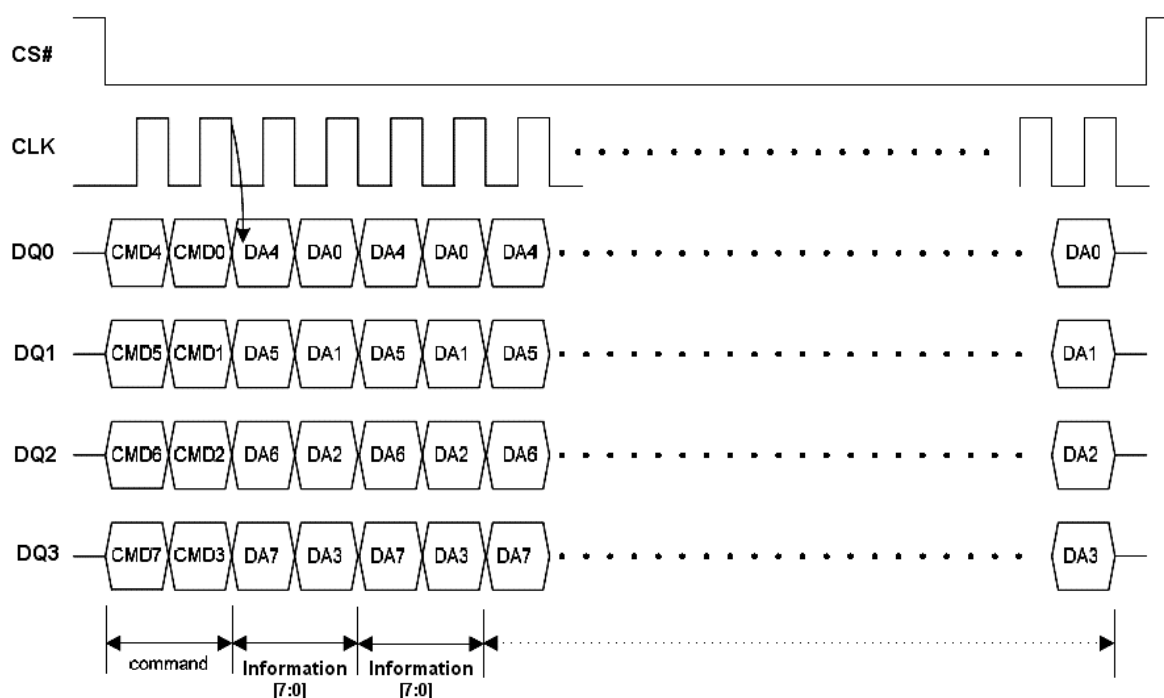 CS#
CLK
DQ0 CMD4 CMD0 DA4 DA0 DA4 DA0 DA4 DA0
DQ1 CMD5 CMD1 DA5 DA1 DA5 DA1 DA5 DA1
DQ2 CMD6 CMD2 DA6 DA2 DA6 DA2 DA6 DA2
DQ3 CMD7 CMD3 DA7 DA3 DA7 DA3 DA7 DA3
command Information Information
[7:0] [7:0]